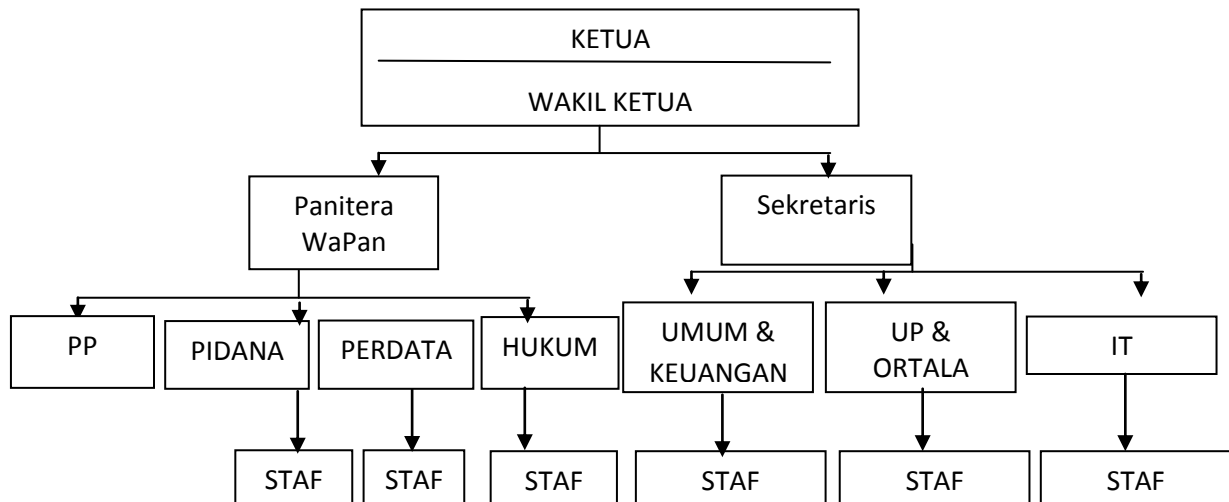 KETUA
WAKIL KETUA
Panitera
WaPan
Sekretaris
PP
PIDANA
PERDATA
HUKUM
UMUM &
KEUANGAN
UP &
ORTALA
IT
STAF
STAF
STAF
STAF
STAF
STAF